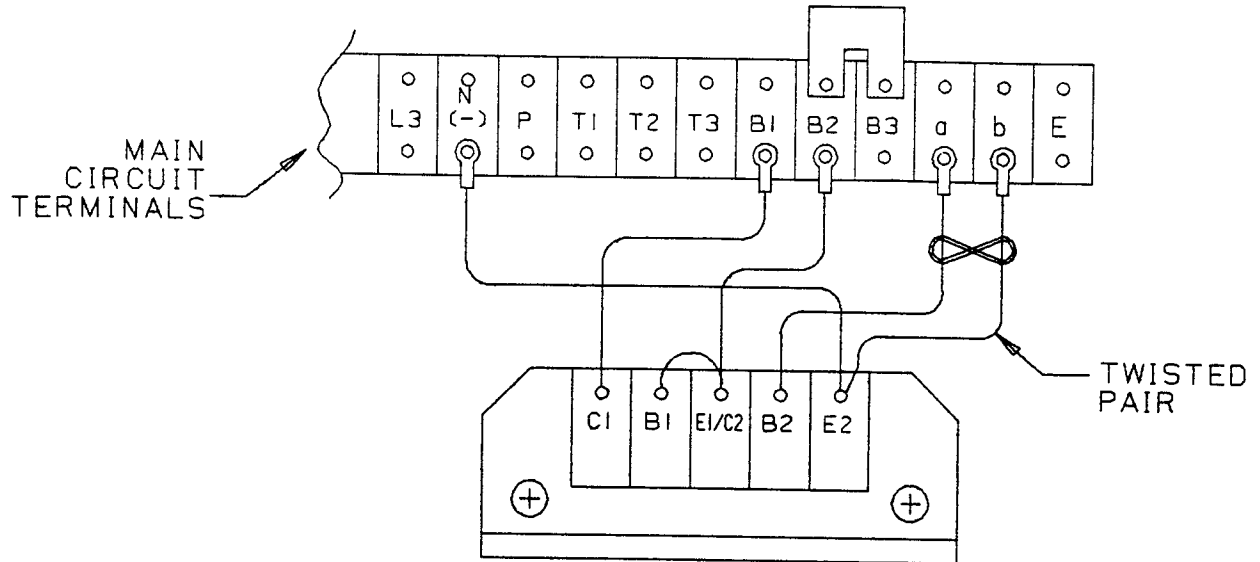 MAIN
CIRCUIT
TERMINALS
L3 N (-) P T1 T2 T3 B1 B2 B3 a b E
TWISTED
PAIR
C1 B1 E1/C2 B2 E2